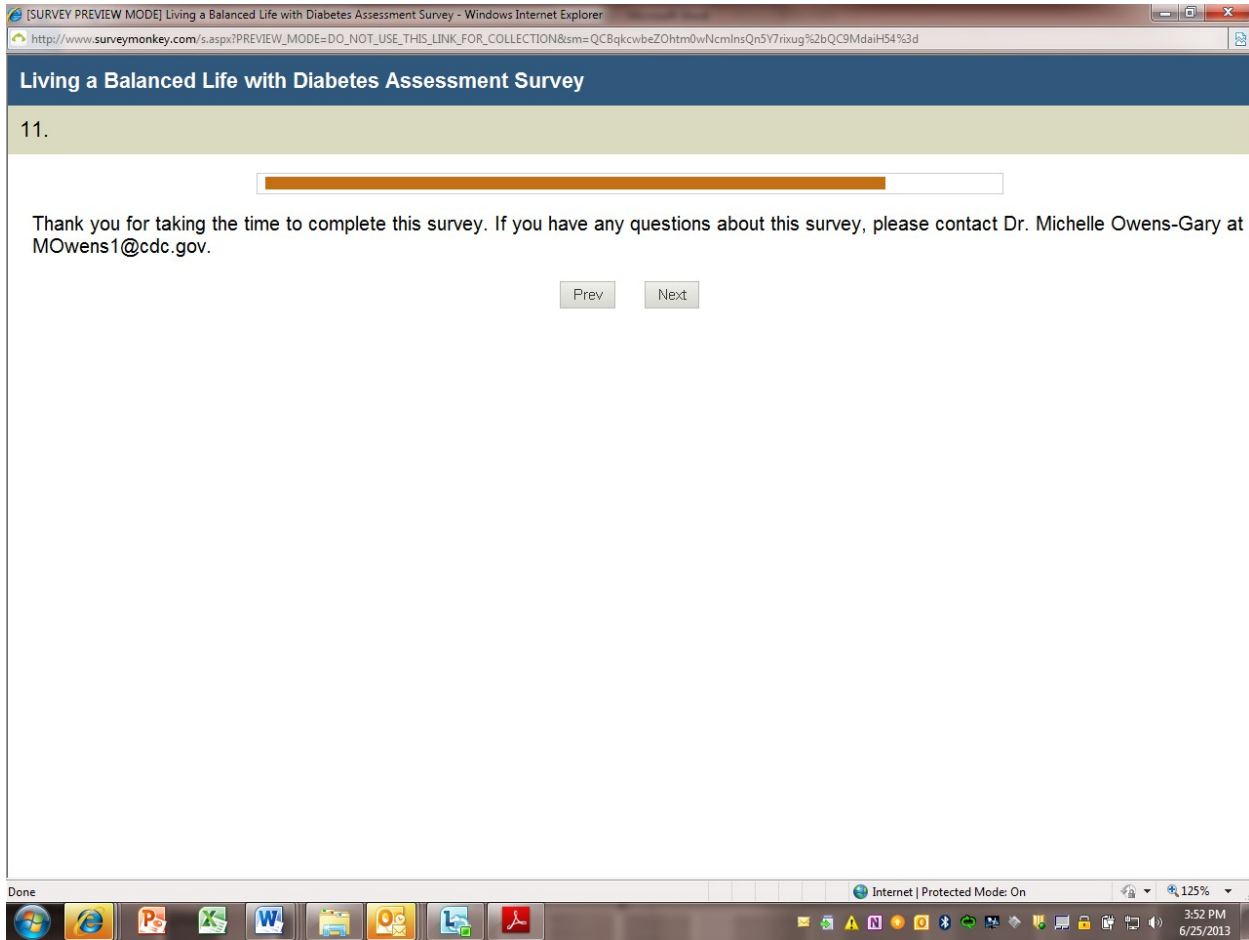 [SURVEY PREVIEW MODE] Living a Balanced Life with Diabetes Assessment Survey - Windows Internet Explorer
http://www.surveymonkey.com/s.aspx?PREVIEW_MODE=DO_NOT_USE_THIS_LINK_FOR_COLLECTION&sm=QCBqkcwbeZOhtm0wNcmInsQn5Y7rixug%2bQC9MdaiH54%3d
Living a Balanced Life with Diabetes Assessment Survey
11.
Thank you for taking the time to complete this survey. If you have any questions about this survey, please contact Dr. Michelle Owens-Gary at
MOwens1@cdc.gov.
Prev Next
Done Internet | Protected Mode: On 125%
3:52 PM
6/25/2013